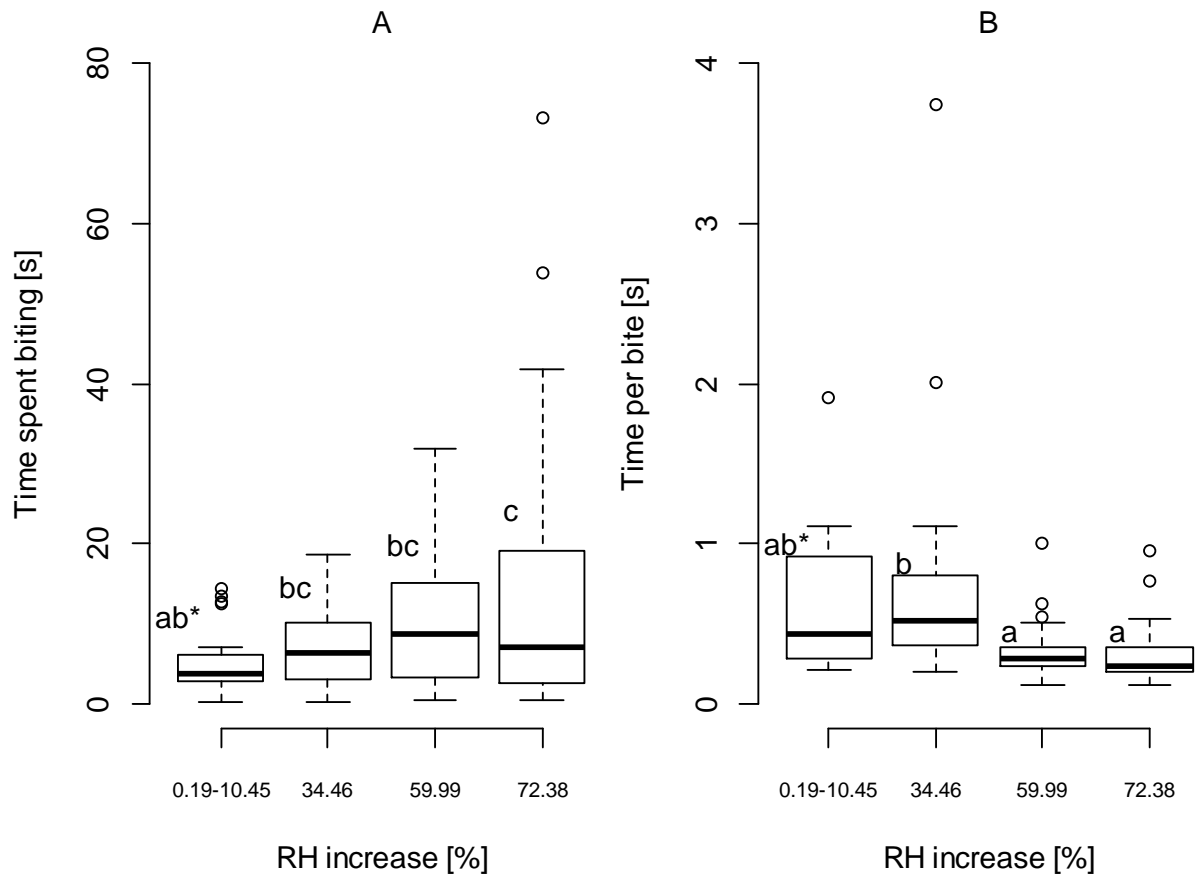 A
80
60
40
20
0
Time spent biting [s]
ab*
bc
bc
c
0.19-10.45 34.46 59.99 72.38
RH increase [%]
B
4
3
2
1
0
Time per bite [s]
ab*
b
a
a
0.19-10.45 34.46 59.99 72.38
RH increase [%]